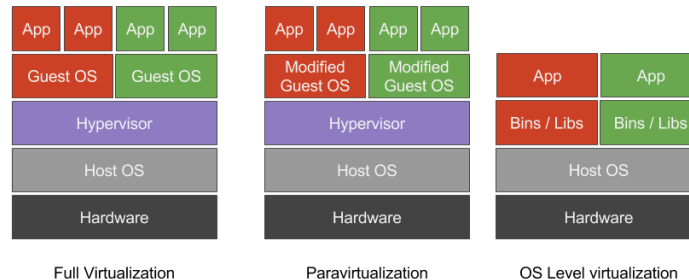 App App App App
Guest OS Guest OS
Hypervisor
Host OS
Hardware
Full Virtualization
App App App App
Modified Guest OS Modified Guest OS
Hypervisor
Host OS
Hardware
Paravirtualization
App App
Bins / Libs Bins / Libs
Host OS
Hardware
OS Level virtualization